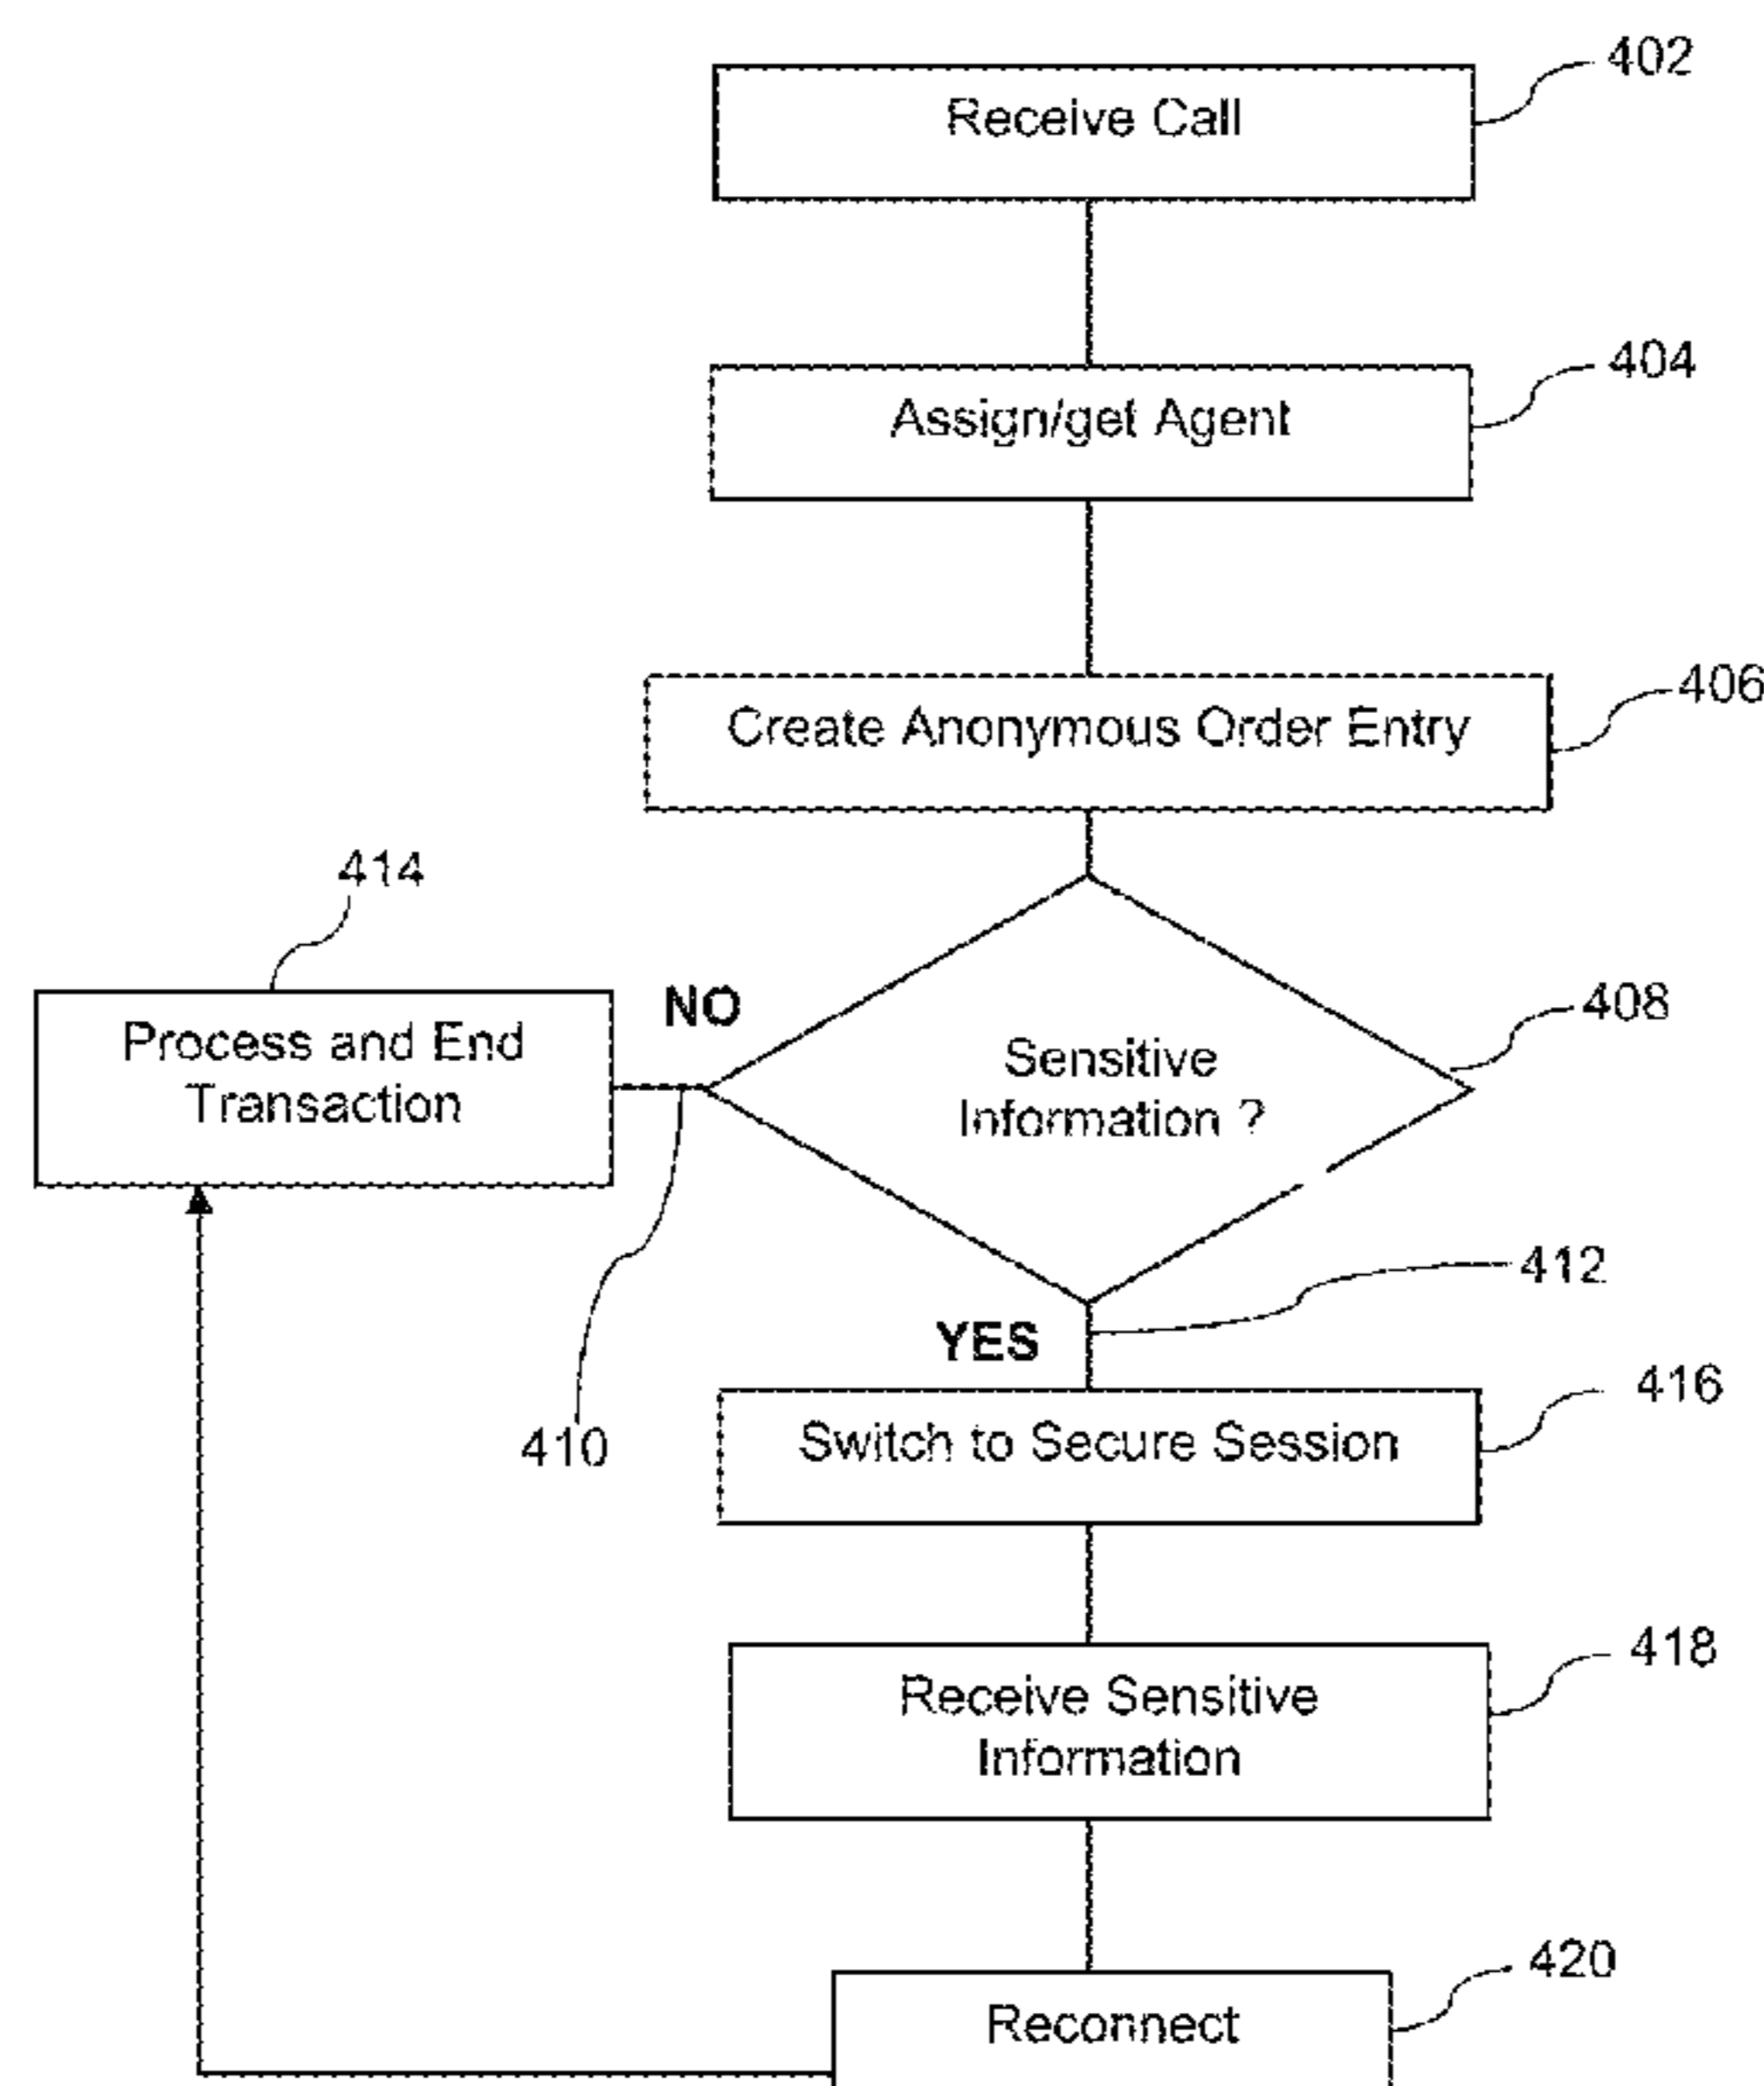 402
Receive Call
404
Assign/get Agent
406
Create Anonymous Order Entry
414
NO
408
Process and End
Transaction
Sensitive
Information ?
412
YES
410
416
Switch to Secure Session
418
Receive Sensitive
Information
420
Reconnect